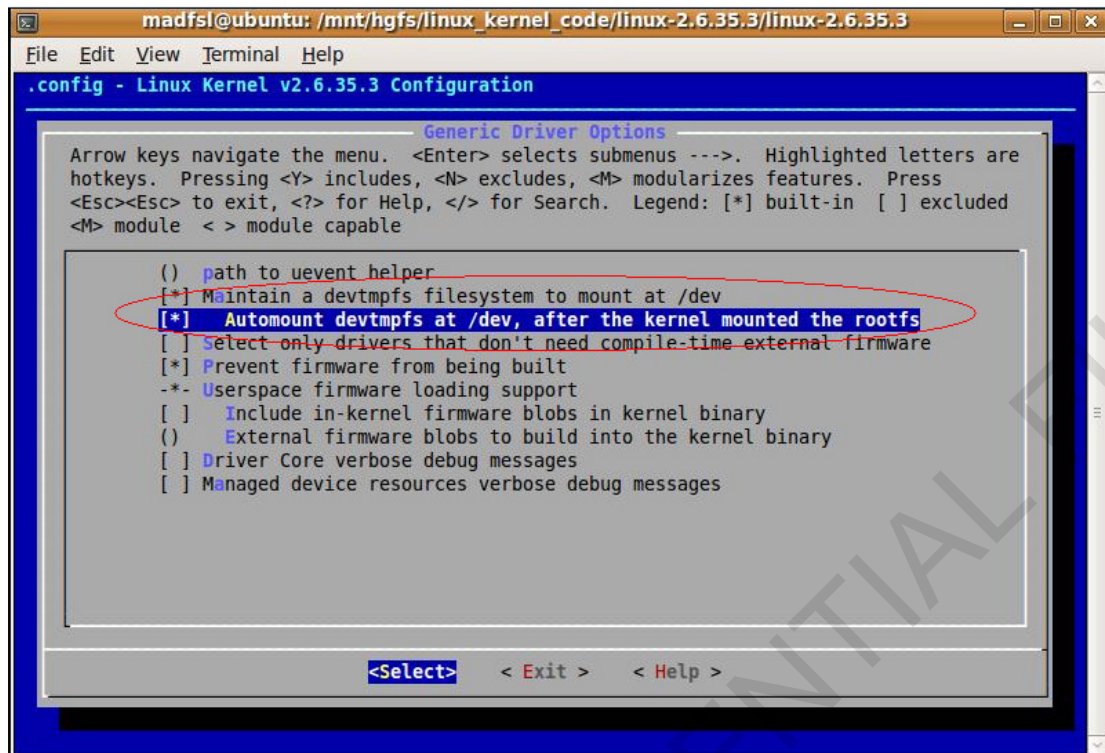 madfsl@ubuntu: /mnt/hgfs/linux_kernel_code/linux-2.6.35.3/linux-2.6.35.3
File Edit View Terminal Help
.config - Linux Kernel v2.6.35.3 Configuration
Generic Driver Options
Arrow keys navigate the menu. <Enter> selects submenus --->. Highlighted letters are
hotkeys. Pressing <Y> includes, <N> excludes, <M> modularizes features. Press
<Esc><Esc> to exit, <?> for Help, </> for Search. Legend: [*] built-in [ ] excluded
<M> module < > module capable
() path to uevent helper
[*] Maintain a devtmpfs filesystem to mount at /dev
[*] Automount devtmpfs at /dev, after the kernel mounted the rootfs
[ ] Select only drivers that don't need compile-time external firmware
[*] Prevent firmware from being built
-*- Userspace firmware loading support
[ ] Include in-kernel firmware blobs in kernel binary
() External firmware blobs to build into the kernel binary
[ ] Driver Core verbose debug messages
[ ] Managed device resources verbose debug messages
<Select> < Exit > < Help >